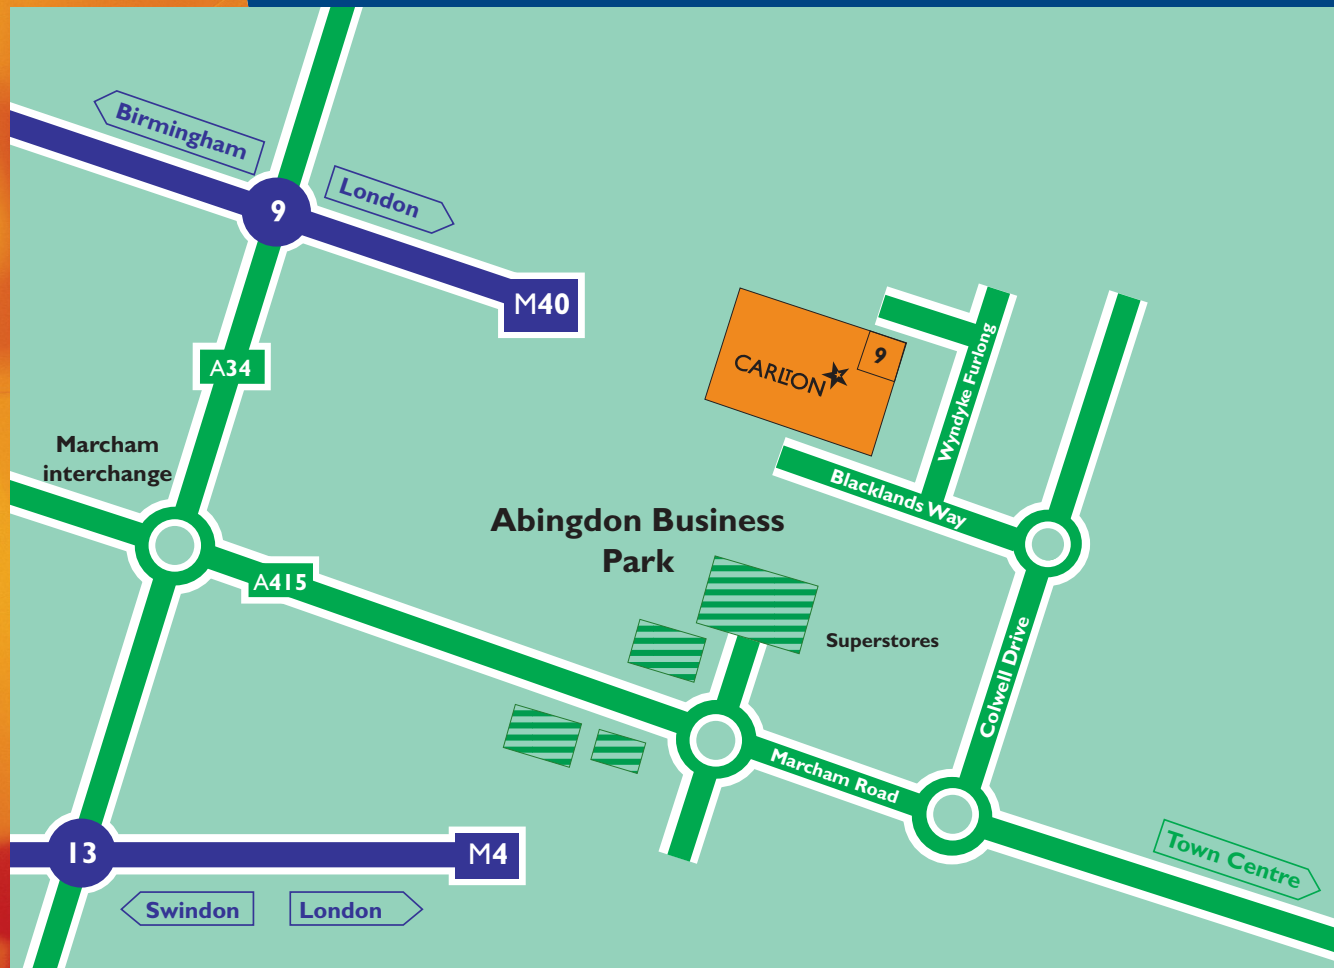 Birmingham
London
9
M40
A34
Marcham
interchange
A415
CARLTON
9
Wyndyke Furlong
Blacklands Way
Abingdon Business
Park
Superstores
Colwell Drive
Marcham Road
Town Centre
13
M4
Swindon
London